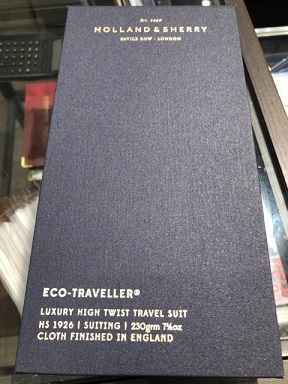 Est. 1836
HOLLAND & SHERRY
SAVILE ROW · LONDON
ECO-TRAVELLER®
LUXURY HIGH TWIST TRAVEL SUIT
HS 1926 | SUITING | 230grm 7½oz
CLOTH FINISHED IN ENGLAND